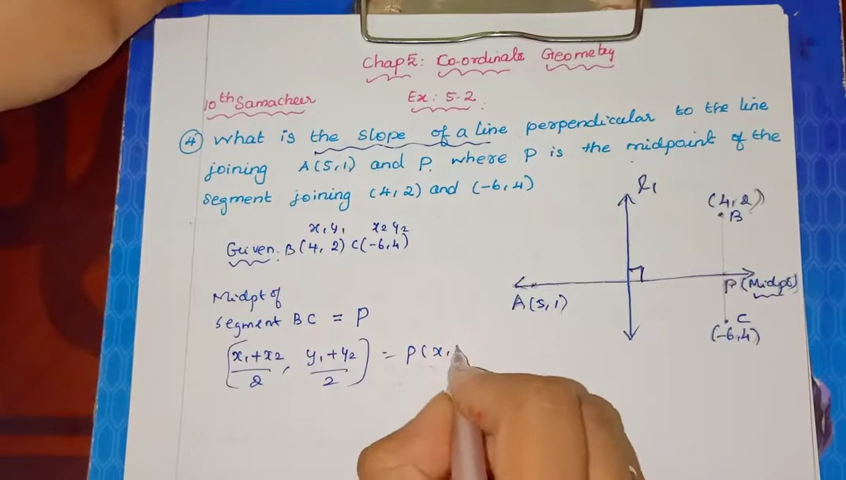 Chap 5: Co-ordinate Geometry
10th Samacheer Ex: 5.2
④ What is the slope of a line perpendicular to the line
joining A(5,1) and P. where P is the midpoint of the
segment joining (4,2) and (-6,4)
x₁ y₁ x₂ y₂
Given: B(4,2) C(-6,4)
Midpt of
segment BC = P
(x₁+x₂/2, y₁+y₂/2) = P(x,
l₁
(4,2)
B
A(5,1)
P(Midpt)
C
(-6,4)